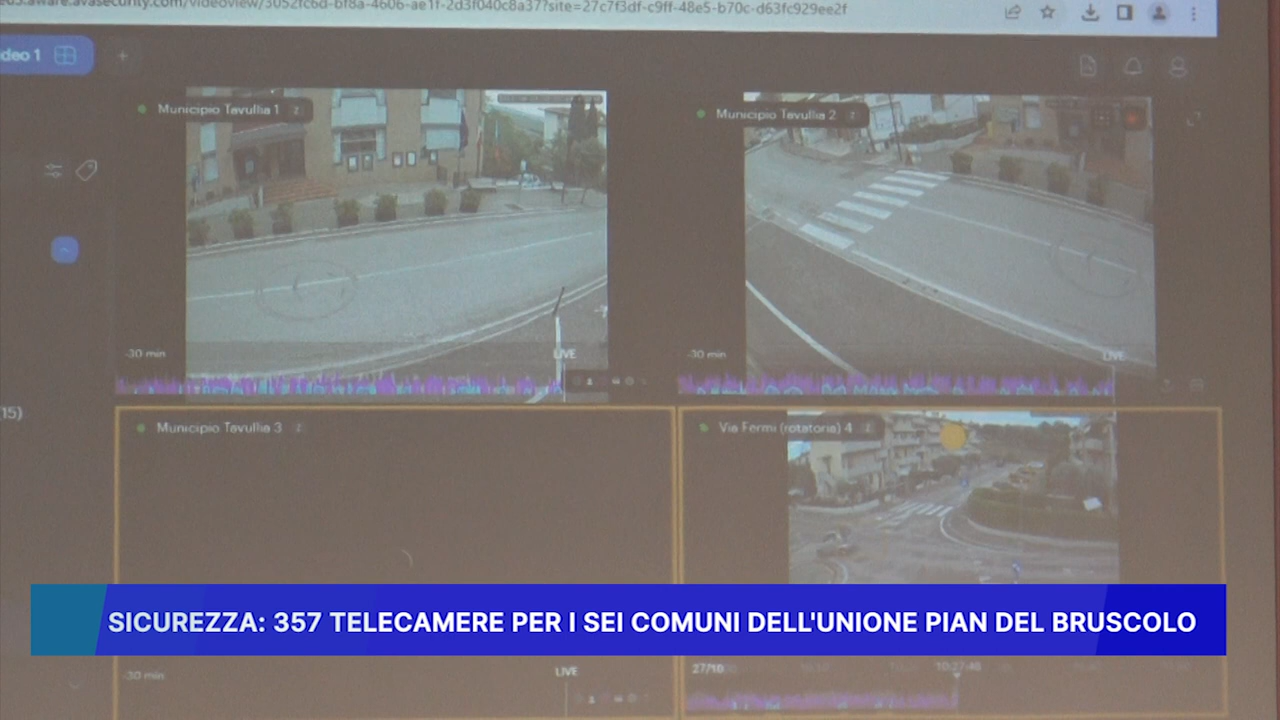 .aware.avasecurity.com/videoview/3052fc6d-bf8a-4606-ae1f-2d3f040c8a37?site=27c7f3df-c9ff-48e5-b70c-d63fc929ee2f
deo 1
+
Municipio Tavullia 1
Municipio Tavullia 2
-30 min
LIVE
-30 min
LIVE
(15)
Municipio Tavullia 3
Via Fermi (rotatoria) 4
SICUREZZA: 357 TELECAMERE PER I SEI COMUNI DELL'UNIONE PIAN DEL BRUSCOLO
-30 min
LIVE
27/10
10:27:46